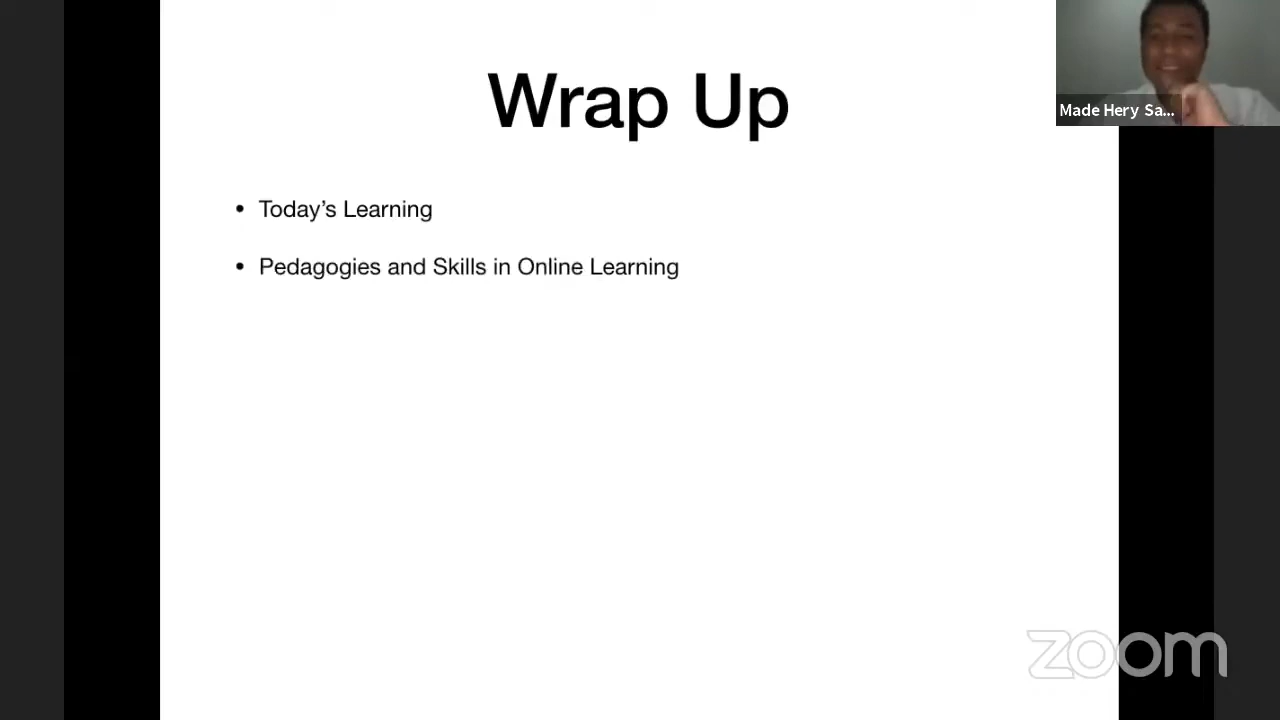 Wrap Up
Made Hery Sa...
• Today’s Learning
• Pedagogies and Skills in Online Learning
zoom